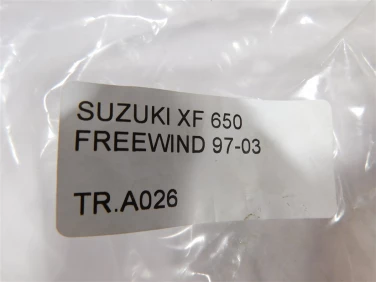 SUZUKI XF 650
FREEWIND 97-03
TR.A026